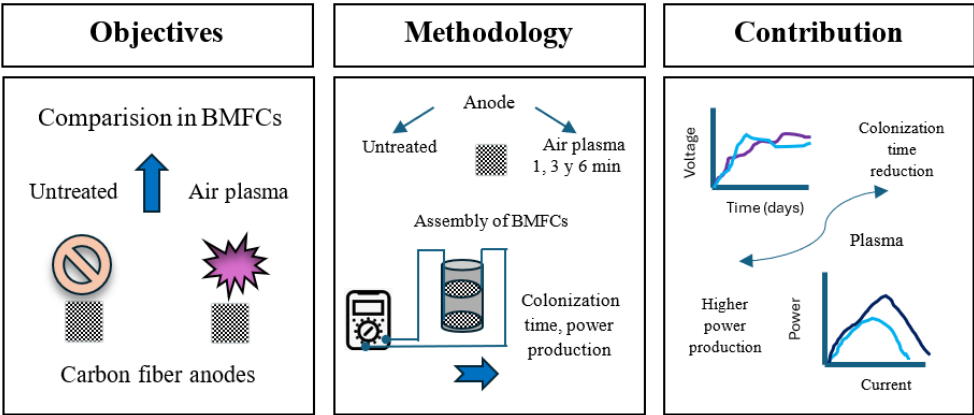 Objectives
Comparision in BMFCs
Untreated
Air plasma
Carbon fiber anodes
Methodology
Anode
Untreated
Air plasma
1, 3 y 6 min
Assembly of BMFCs
Colonization
time, power
production
Contribution
Voltage
Time (days)
Colonization
time
reduction
Plasma
Higher
power
production
Power
Current